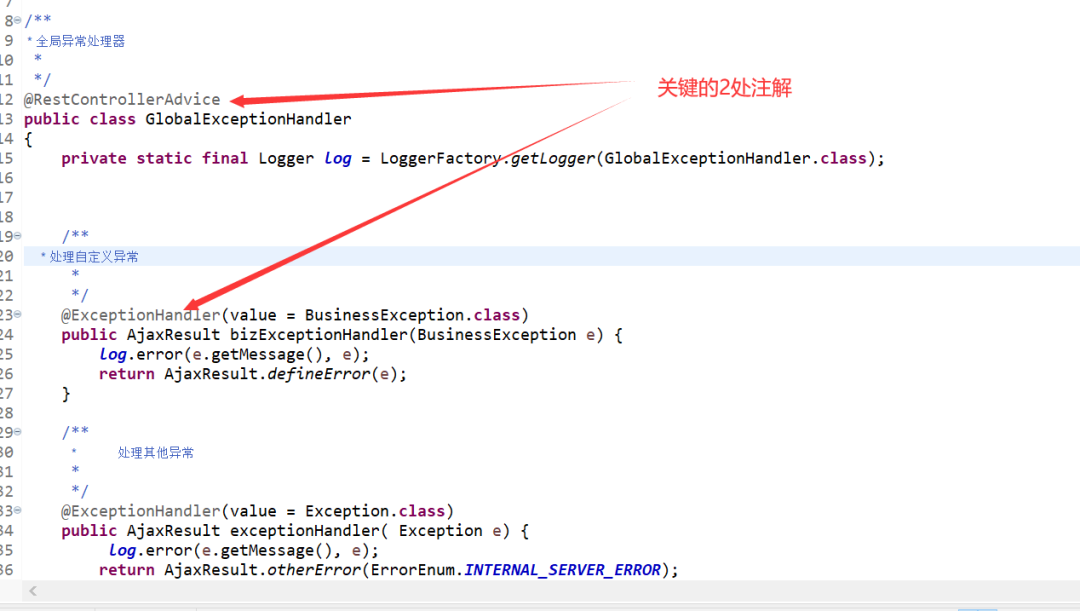 8 /**
9 * 全局异常处理器
10 *
11 */
12 @RestControllerAdvice
关键的2处注解
13 public class GlobalExceptionHandler
14 {
15 private static final Logger log = LoggerFactory.getLogger(GlobalExceptionHandler.class);
16
17
18
19 /**
20 * 处理自定义异常
21 *
22 */
23 @ExceptionHandler(value = BusinessException.class)
24 public AjaxResult bizExceptionHandler(BusinessException e) {
25 log.error(e.getMessage(), e);
26 return AjaxResult.defineError(e);
27 }
28
29 /**
30 * 处理其他异常
31 *
32 */
33 @ExceptionHandler(value = Exception.class)
34 public AjaxResult exceptionHandler( Exception e) {
35 log.error(e.getMessage(), e);
36 return AjaxResult.otherError(ErrorEnum.INTERNAL_SERVER_ERROR);